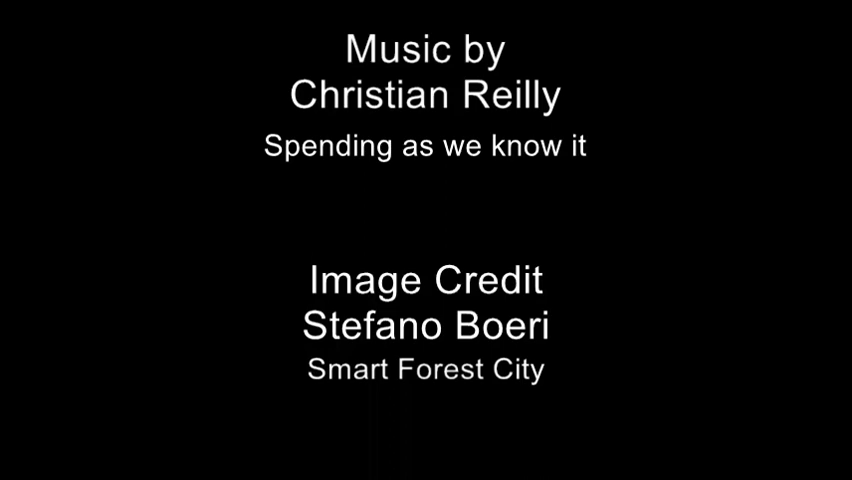 Music by
Christian Reilly
Spending as we know it
Image Credit
Stefano Boeri
Smart Forest City